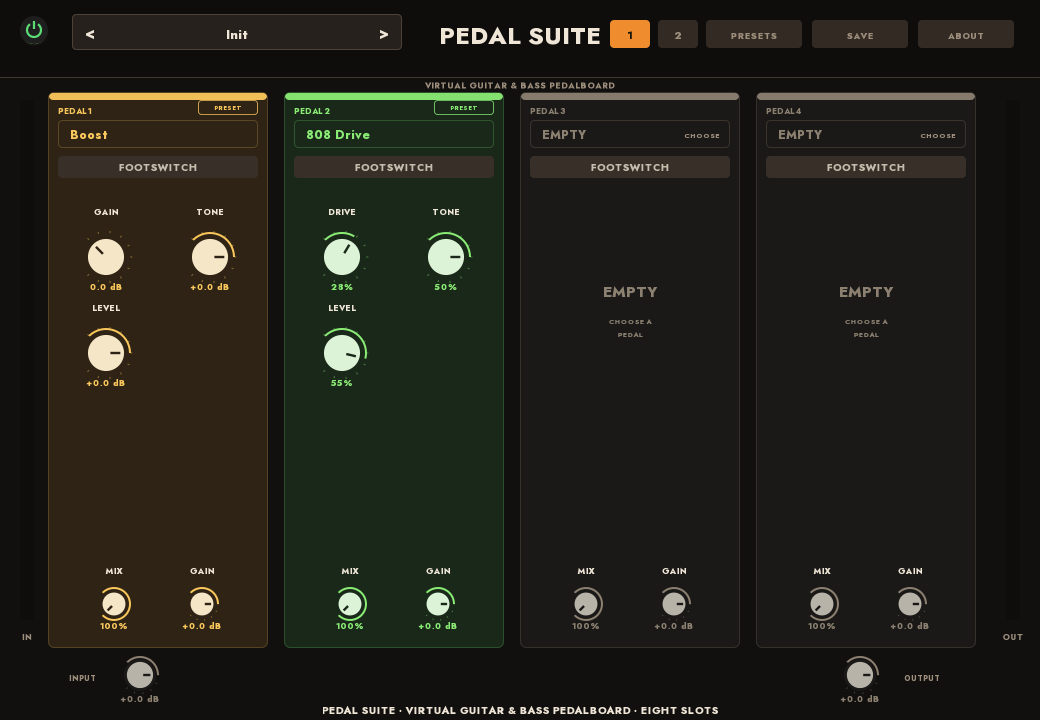 < Init >
PEDAL SUITE 1 2 PRESETS SAVE ABOUT
VIRTUAL GUITAR & BASS PEDALBOARD
PEDAL 1 PRESET
Boost
FOOTSWITCH
GAIN TONE
0.0 dB +0.0 dB
LEVEL
+0.0 dB
MIX GAIN
100% +0.0 dB
PEDAL 2 PRESET
808 Drive
FOOTSWITCH
DRIVE TONE
28% 50%
LEVEL
55%
MIX GAIN
100% +0.0 dB
PEDAL 3
EMPTY CHOOSE
FOOTSWITCH
EMPTY
CHOOSE A
PEDAL
MIX GAIN
100% +0.0 dB
PEDAL 4
EMPTY CHOOSE
FOOTSWITCH
EMPTY
CHOOSE A
PEDAL
MIX GAIN
100% +0.0 dB
IN OUT
INPUT +0.0 dB
+0.0 dB OUTPUT
PEDAL SUITE · VIRTUAL GUITAR & BASS PEDALBOARD · EIGHT SLOTS